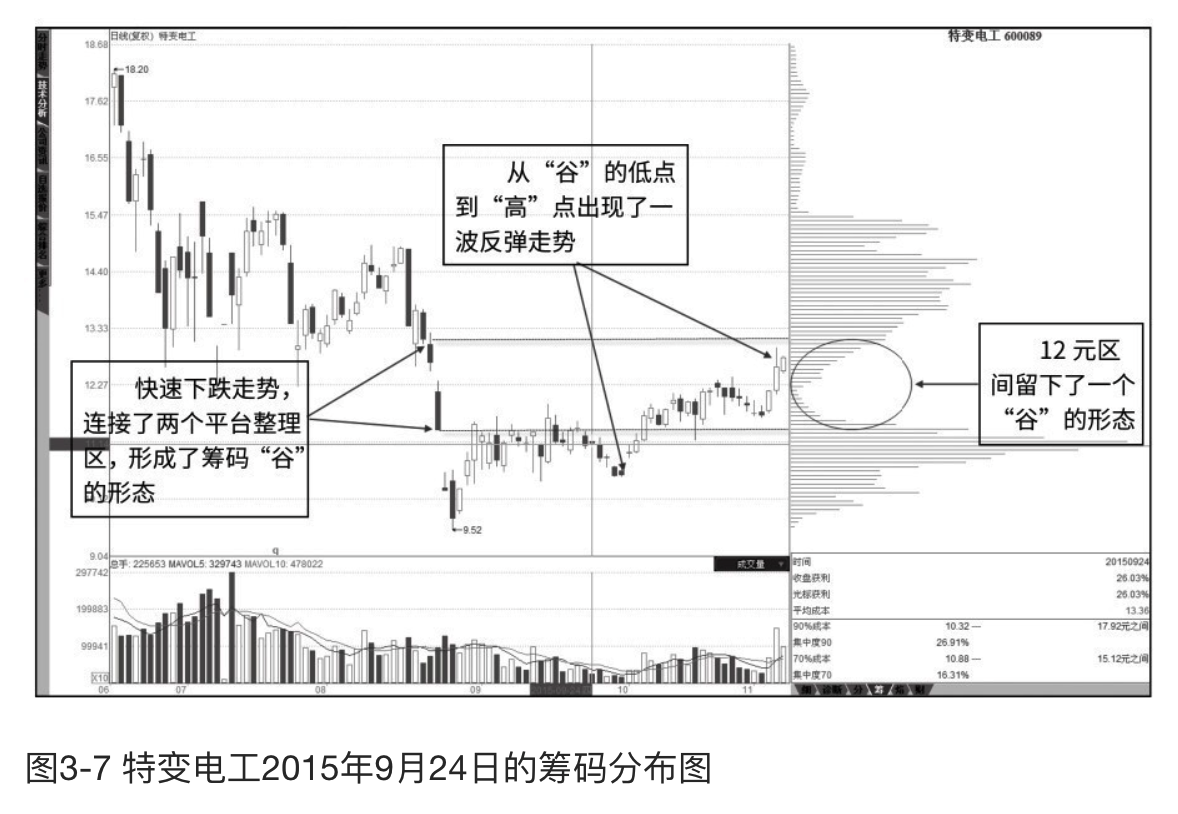 日线(复权) 特变电工
特变电工 600089
18.68
18.20
17.62
16.55
15.47
14.40
13.33
12.27
9.04
技术分析
从“谷”的低点
到“高”点出现了一
波反弹走势
快速下跌走势，
连接了两个平台整理
区，形成了筹码“谷”
的形态
12 元区
间留下了一个
“谷”的形态
9.52
q
总手: 225653 MAVOL5: 329743 MAVOL10: 478022
成交量
297742
199883
99941
X10
06
07
08
09
10
11
时间 20150924
收盘获利 26.03%
光标获利 26.03%
平均成本 13.36
90%成本 10.32 --- 17.92元之间
集中度90 26.91%
70%成本 10.88 --- 15.12元之间
集中度70 16.31%
筹
图3-7 特变电工2015年9月24日的筹码分布图